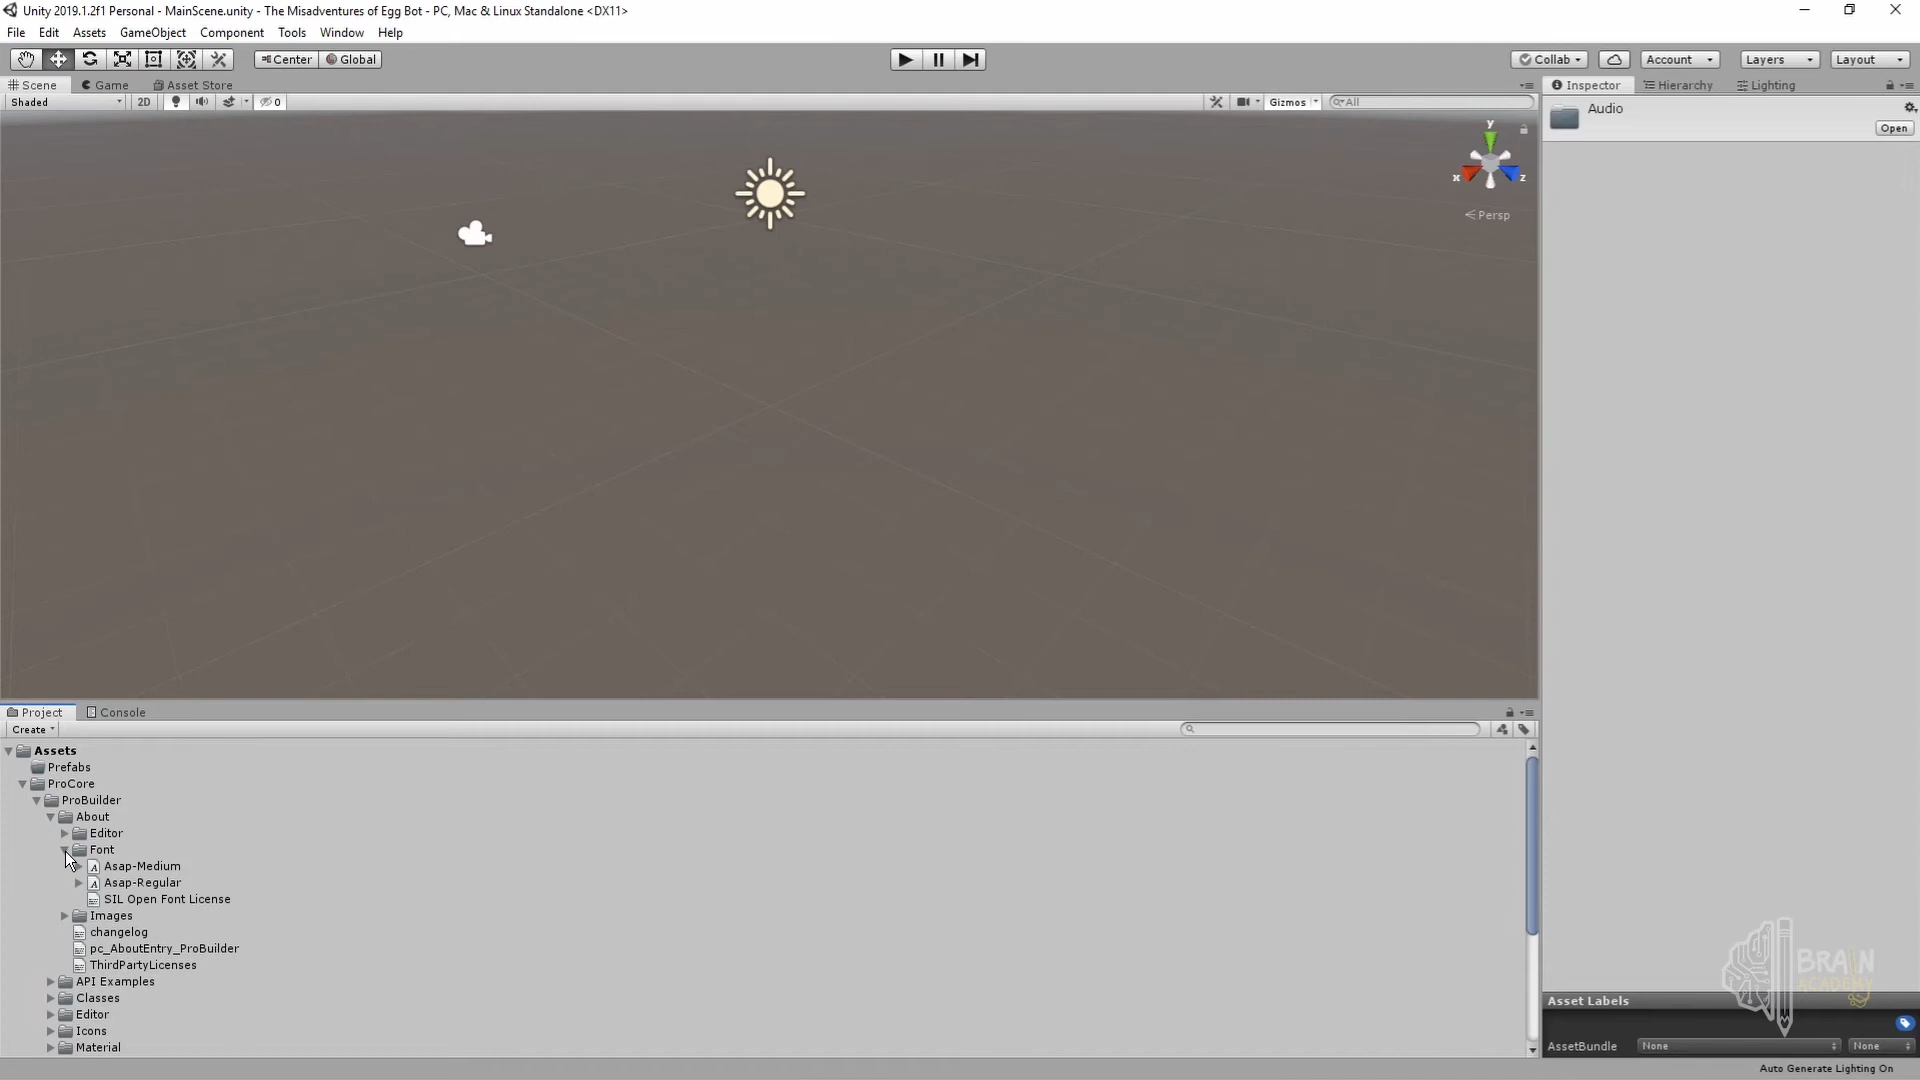 Unity 2019.1.2f1 Personal - MainScene.unity - The Misadventures of Egg Bot - PC, Mac & Linux Standalone <DX11>
File Edit Assets GameObject Component Tools Window Help
Center Global Collab Account Layers Layout
Scene Game Asset Store Inspector Hierarchy Lighting
Shaded 2D 0 Gizmos All
Audio
Open
y
x z
Persp
Project Console
Create
Assets
Prefabs
ProCore
ProBuilder
About
Editor
Font
Asap-Medium
Asap-Regular
SIL Open Font License
Images
changelog
pc_AboutEntry_ProBuilder
ThirdPartyLicenses
API Examples
Classes
Editor
Icons
Material
BRAIN
ACADEMY
Asset Labels
AssetBundle None None
Auto Generate Lighting On